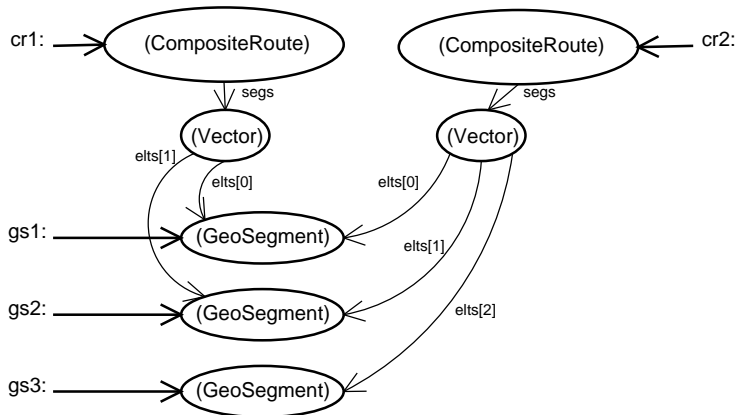 cr1:
(CompositeRoute)
(CompositeRoute)
cr2:
segs
segs
(Vector)
(Vector)
elts[1]
elts[0]
elts[0]
gs1:
(GeoSegment)
elts[1]
gs2:
(GeoSegment)
elts[2]
gs3:
(GeoSegment)